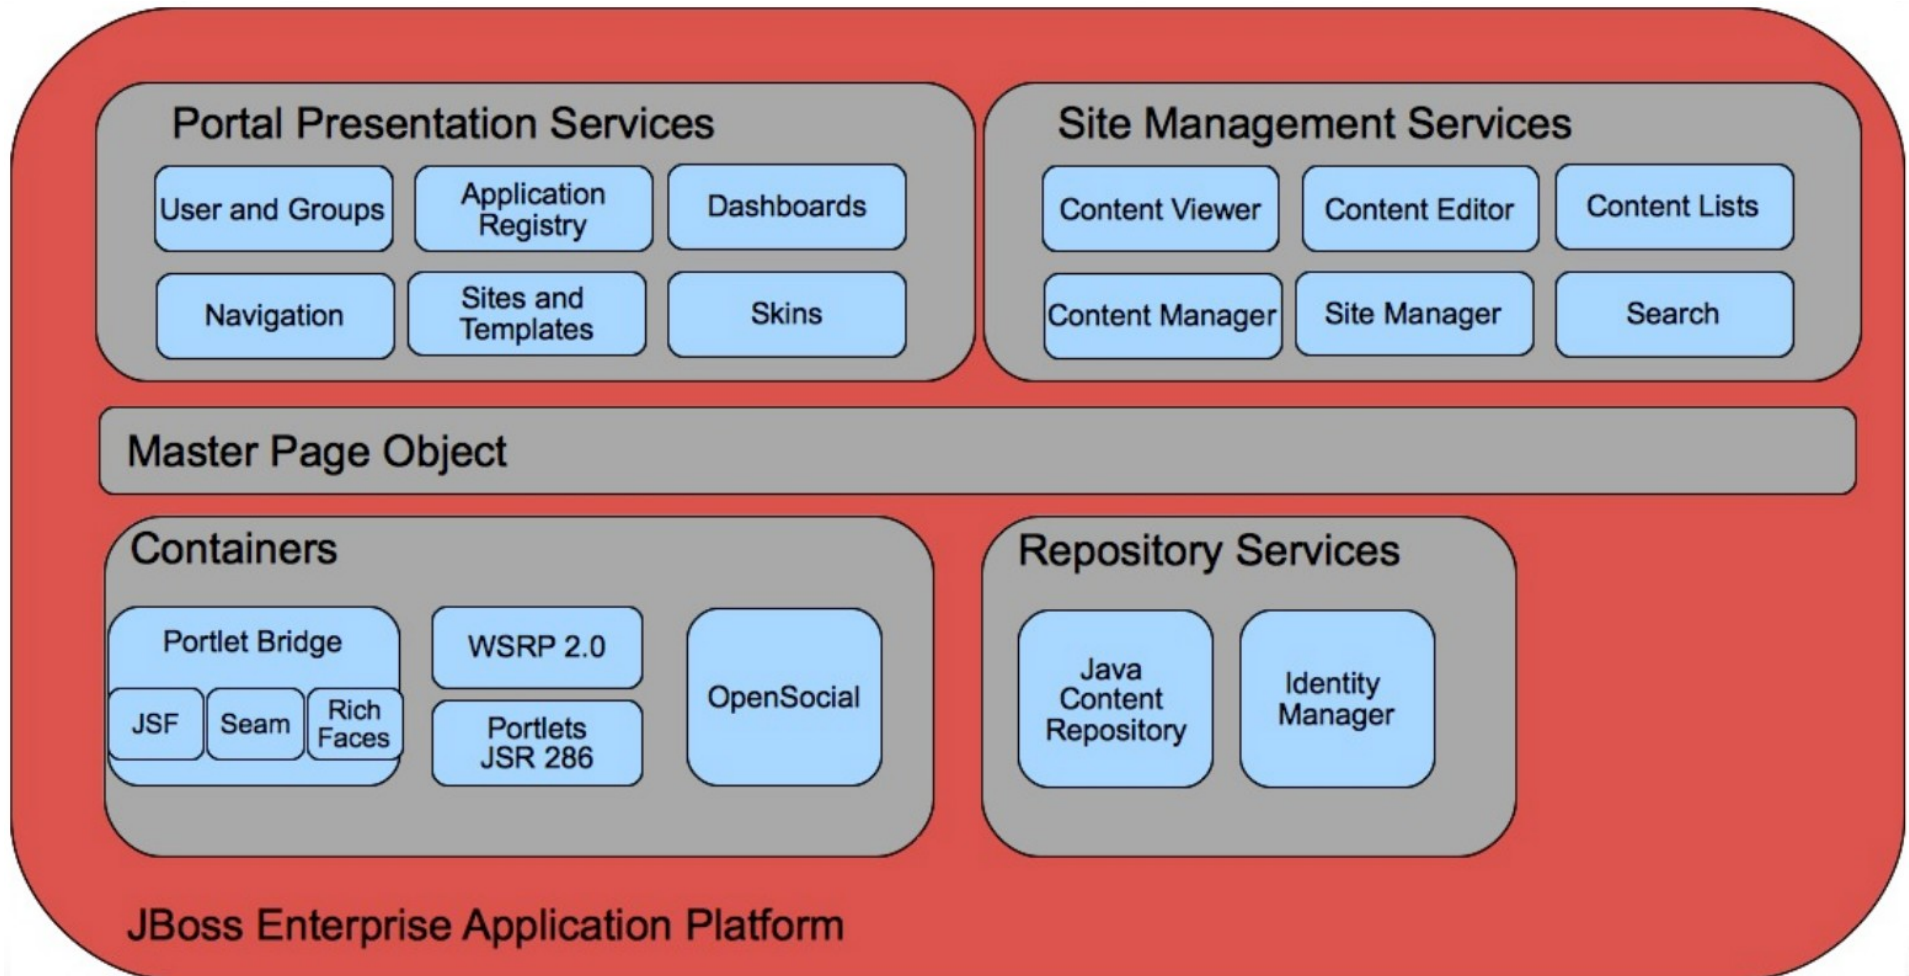 Portal Presentation Services
User and Groups
Application
Registry
Dashboards
Navigation
Sites and
Templates
Skins
Site Management Services
Content Viewer
Content Editor
Content Lists
Content Manager
Site Manager
Search
Master Page Object
Containers
Portlet Bridge
JSF
Seam
Rich
Faces
WSRP 2.0
Portlets
JSR 286
OpenSocial
Repository Services
Java
Content
Repository
Identity
Manager
JBoss Enterprise Application Platform